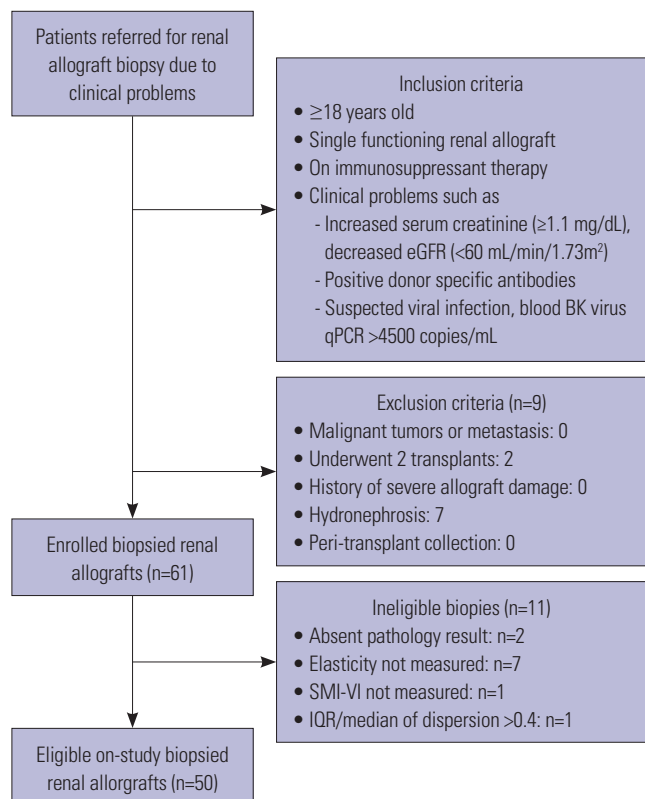 Patients referred for renal
allograft biopsy due to
clinical problems
Inclusion criteria
• ≥18 years old
• Single functioning renal allograft
• On immunosuppressant therapy
• Clinical problems such as
- Increased serum creatinine (≥1.1 mg/dL),
decreased eGFR (<60 mL/min/1.73m²)
- Positive donor specific antibodies
- Suspected viral infection, blood BK virus
qPCR >4500 copies/mL
Exclusion criteria (n=9)
• Malignant tumors or metastasis: 0
• Underwent 2 transplants: 2
• History of severe allograft damage: 0
• Hydronephrosis: 7
• Peri-transplant collection: 0
Enrolled biopsied renal
allografts (n=61)
Ineligible biopies (n=11)
• Absent pathology result: n=2
• Elasticity not measured: n=7
• SMI-VI not measured: n=1
• IQR/median of dispersion >0.4: n=1
Eligible on-study biopsied
renal allorgrafts (n=50)